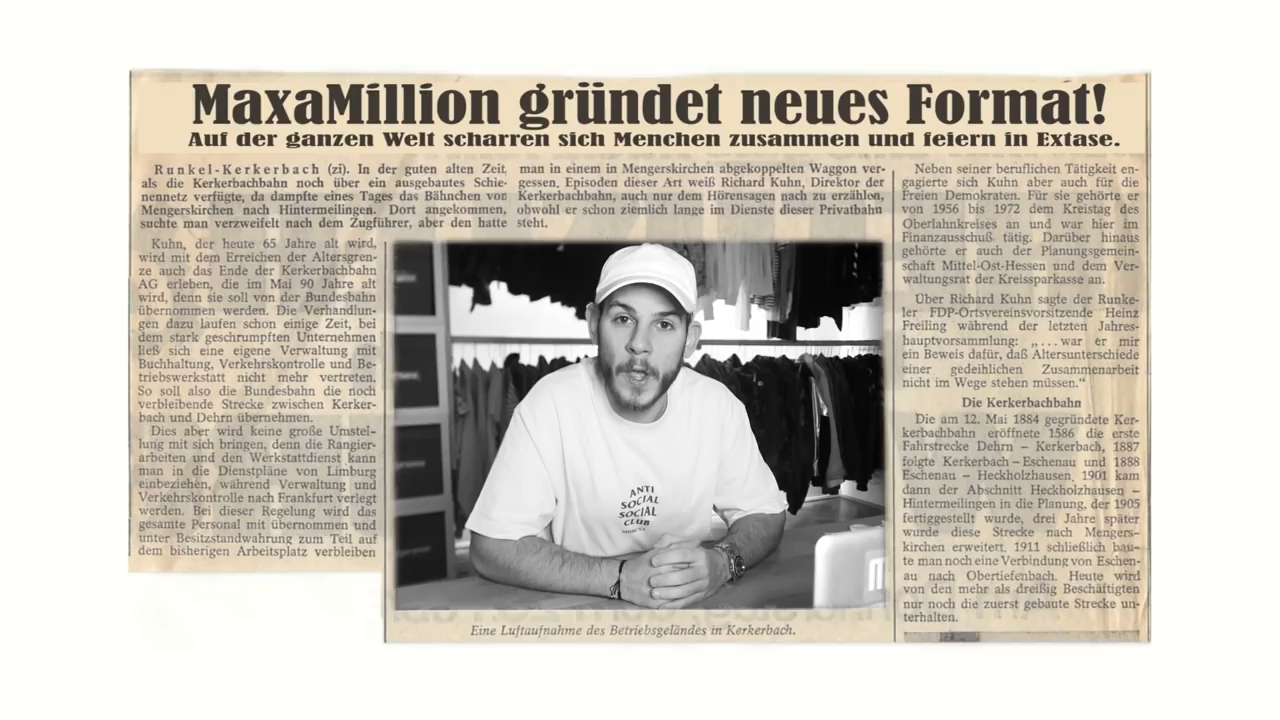 MaxaMillion gründet neues Format!
Auf der ganzen Welt scharren sich Menchen zusammen und feiern in Extase.
Runkel-Kerkerbach (zi). In der guten alten Zeit,
als die Kerkerbachbahn noch über ein ausgebautes Schie-
nennetz verfügte, da dampfte eines Tages das Bähnchen von
Mengerskirchen nach Hintermeilingen. Dort angekommen,
suchte man verzweifelt nach dem Zugführer, aber den hatte
man in einem in Mengerskirchen abgekoppelten Waggon ver-
gessen. Episoden dieser Art weiß Richard Kuhn, Direktor der
Kerkerbachbahn, auch nur dem Hörensagen nach zu erzählen,
obwohl er schon ziemlich lange im Dienste dieser Privatbahn
steht.
Kuhn, der heute 65 Jahre alt wird,
wird mit dem Erreichen der Altersgren-
ze auch das Ende der Kerkerbachbahn
AG erleben, die im Mai 90 Jahre alt
wird, denn sie soll von der Bundesbahn
übernommen werden. Die Verhandlun-
gen dazu laufen schon einige Zeit, bei
dem stark geschrumpften Unternehmen
ließ sich eine eigene Verwaltung mit
Buchhaltung, Verkehrskontrolle und Be-
triebswerkstatt nicht mehr vertreten.
So soll also die Bundesbahn die noch
verbleibende Strecke zwischen Kerker-
bach und Dehrn übernehmen.
Dies aber wird keine große Umstel-
lung mit sich bringen, denn die Rangier-
arbeiten und den Werkstattdienst kann
man in die Dienstpläne von Limburg
einbeziehen, während Verwaltung und
Verkehrskontrolle nach Frankfurt verlegt
werden. Bei dieser Regelung wird das
gesamte Personal mit übernommen und
unter Besitzstandwahrung zum Teil auf
dem bisherigen Arbeitsplatz verbleiben
ANTI
SOCIAL
SOCIAL
CLUB
Eine Luftaufnahme des Betriebsgeländes in Kerkerbach.
Neben seiner beruflichen Tätigkeit en-
gagierte sich Kuhn aber auch für die
Freien Demokraten. Für sie gehörte er
von 1956 bis 1972 dem Kreistag des
Oberlahnkreises an und war hier im
Finanzausschuß tätig. Darüber hinaus
gehörte er auch der Planungsgemein-
schaft Mittel-Ost-Hessen und dem Ver-
waltungsrat der Kreissparkasse an.
Über Richard Kuhn sagte der Runke-
ler FDP-Ortsvereinsvorsitzende Heinz
Freiling während der letzten Jahres-
hauptversammlung: „...war er mir
ein Beweis dafür, daß Altersunterschiede
einer gedeihlichen Zusammenarbeit
nicht im Wege stehen müssen.“
Die Kerkerbachbahn
Die am 12. Mai 1884 gegründete Ker-
kerbachbahn eröffnete 1586 die erste
Fahrstrecke Dehrn – Kerkerbach, 1887
folgte Kerkerbach – Eschenau und 1888
Eschenau – Heckholzhausen. 1901 kam
dann der Abschnitt Heckholzhausen –
Hintermeilingen in die Planung, der 1905
fertiggestellt wurde, drei Jahre später
wurde diese Strecke nach Mengers-
kirchen erweitert. 1911 schließlich bau-
te man noch eine Verbindung von Eschen-
au nach Obertiefenbach. Heute wird
von den mehr als dreißig Beschäftigten
nur noch die zuerst gebaute Strecke un-
terhalten.